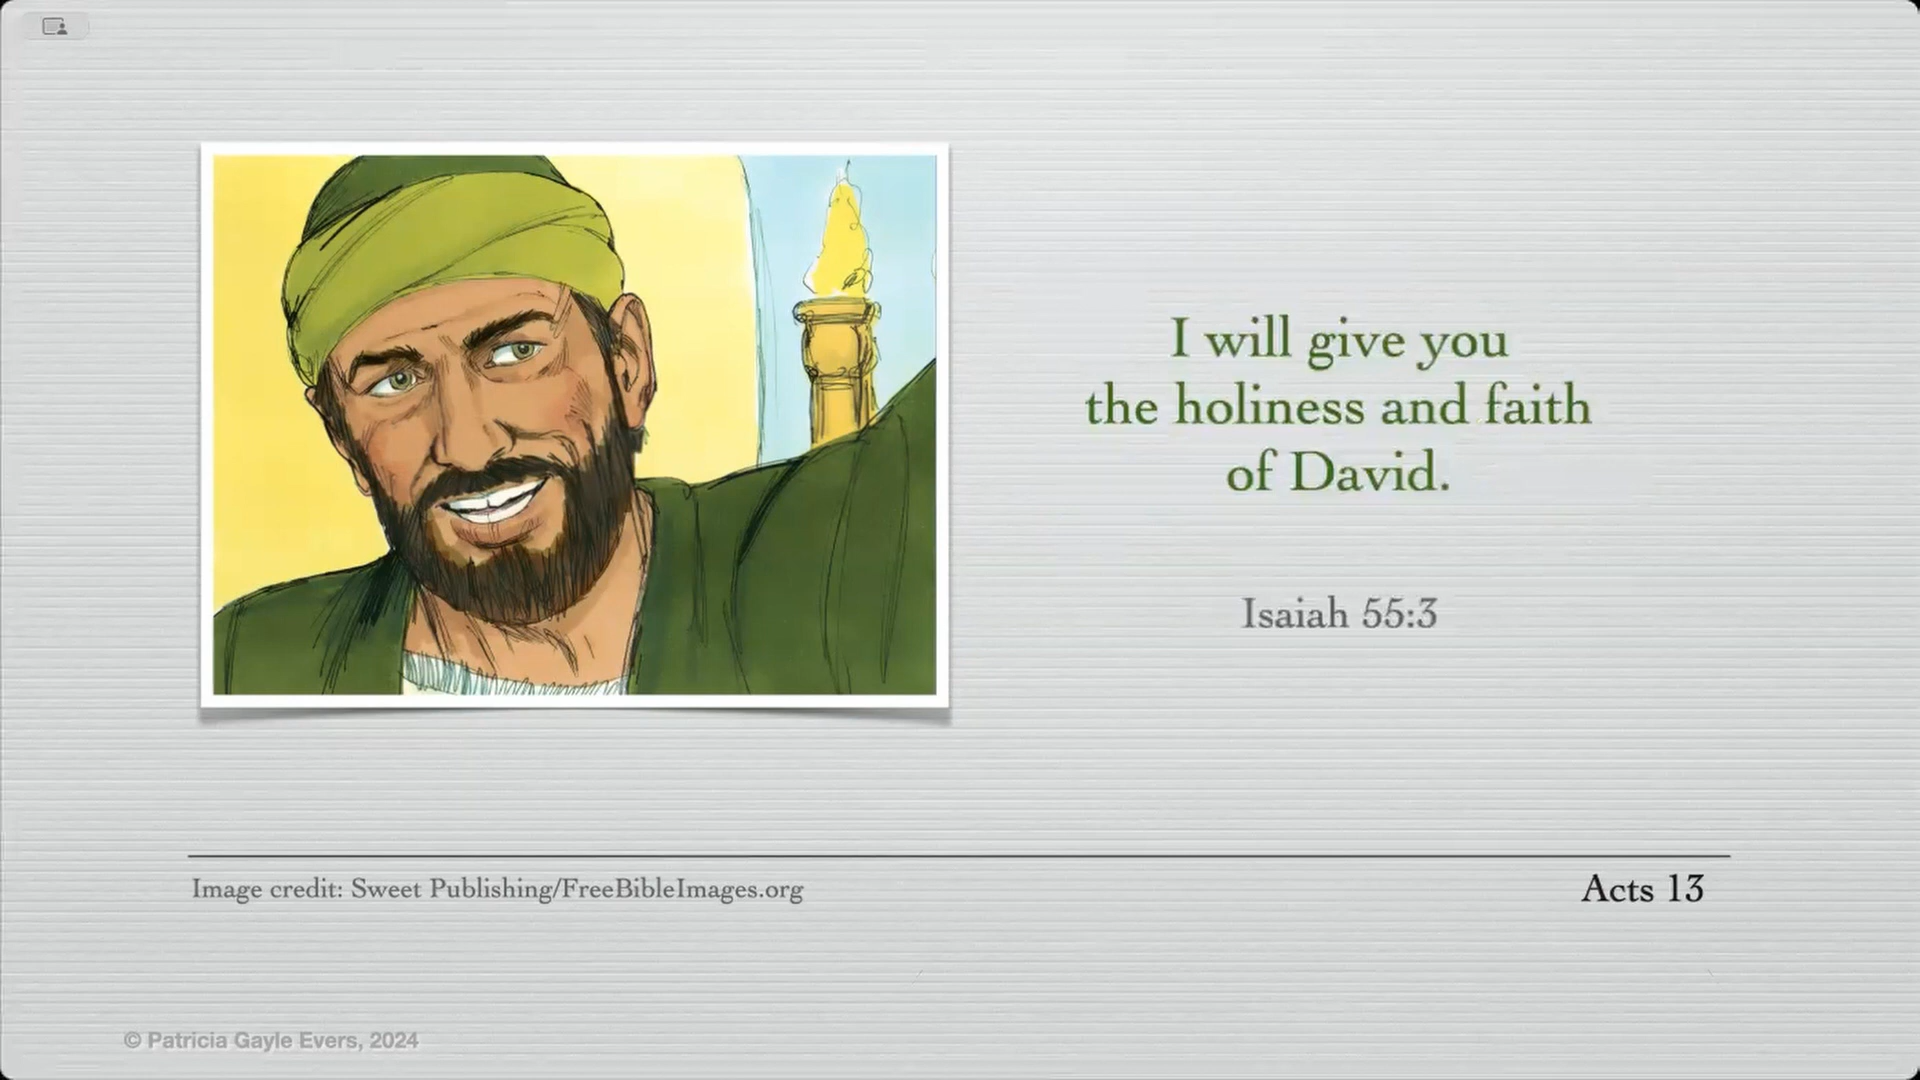 I will give you
the holiness and faith
of David.
Isaiah 55:3
Image credit: Sweet Publishing/FreeBibleImages.org
Acts 13
© Patricia Gayle Evers, 2024